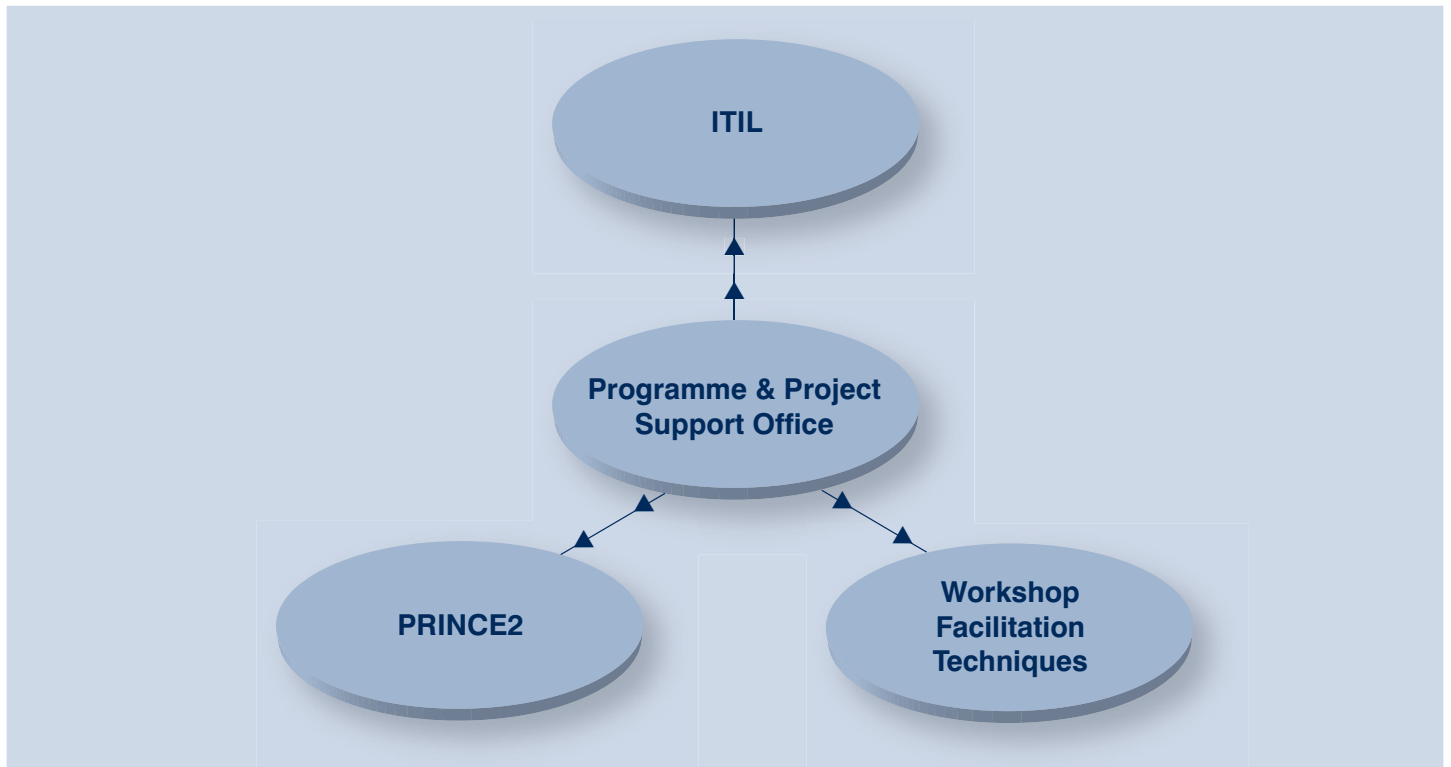 ITIL
Programme & Project
Support Office
PRINCE2
Workshop
Facilitation
Techniques